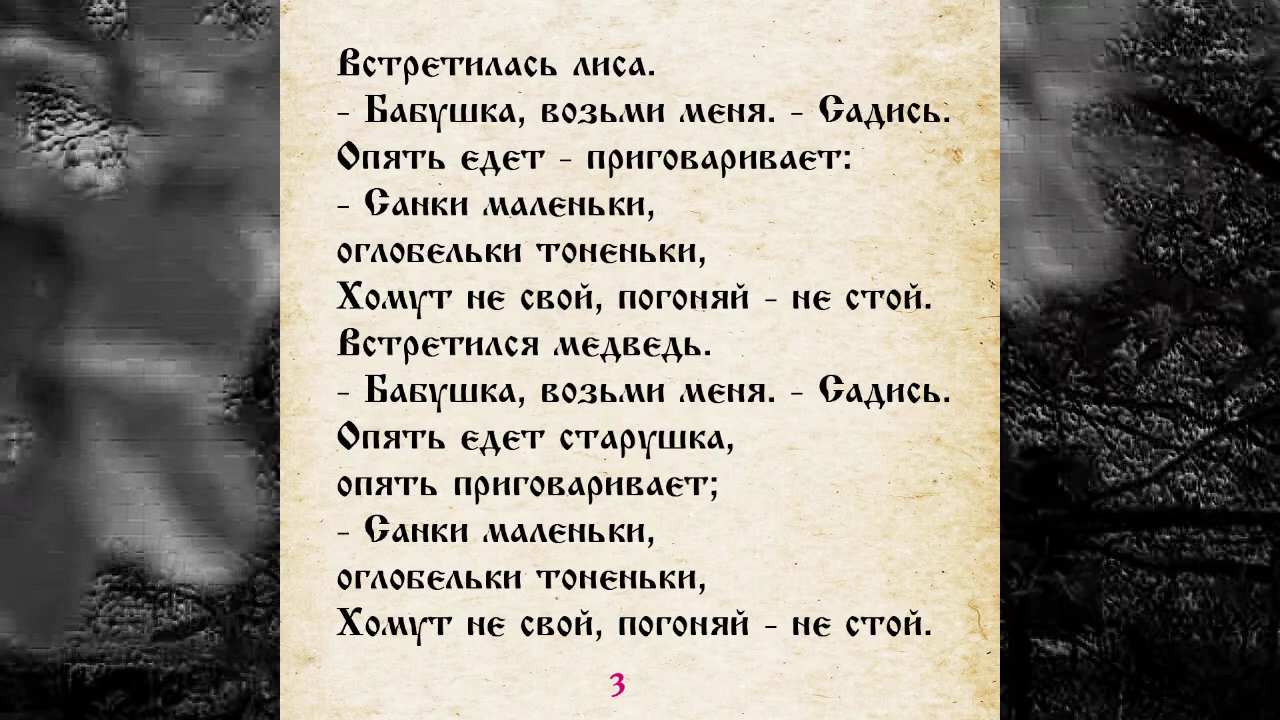 Встретилась лиса.
- Бабушка, возьми меня. - Садись.
Опять едет - приговаривает:
- Санки маленьки,
оглобельки тоненьки,
Хомут не свой, погоняй - не стой.
Встретился медведь.
- Бабушка, возьми меня. - Садись.
Опять едет старушка,
опять приговаривает;
- Санки маленьки,
оглобельки тоненьки,
Хомут не свой, погоняй - не стой.
3